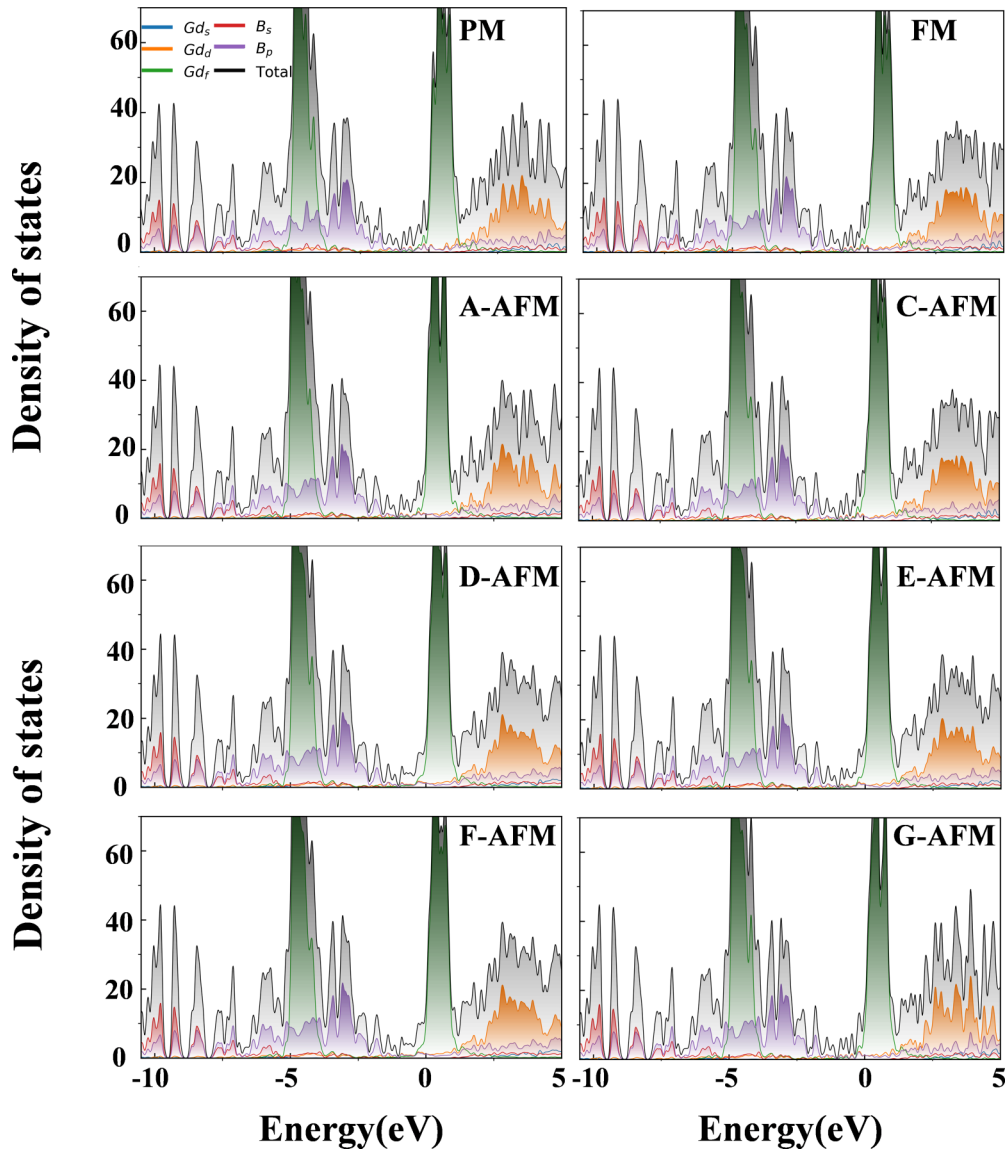 Gd_s B_s
Gd_d B_p
Gd_f Total
PM
FM
60
40
20
0
Density of states
A-AFM
C-AFM
60
40
20
0
D-AFM
E-AFM
60
40
20
0
Density of states
F-AFM
G-AFM
60
40
20
0
-10 -5 0 5
-10 -5 0 5
Energy(eV)
Energy(eV)